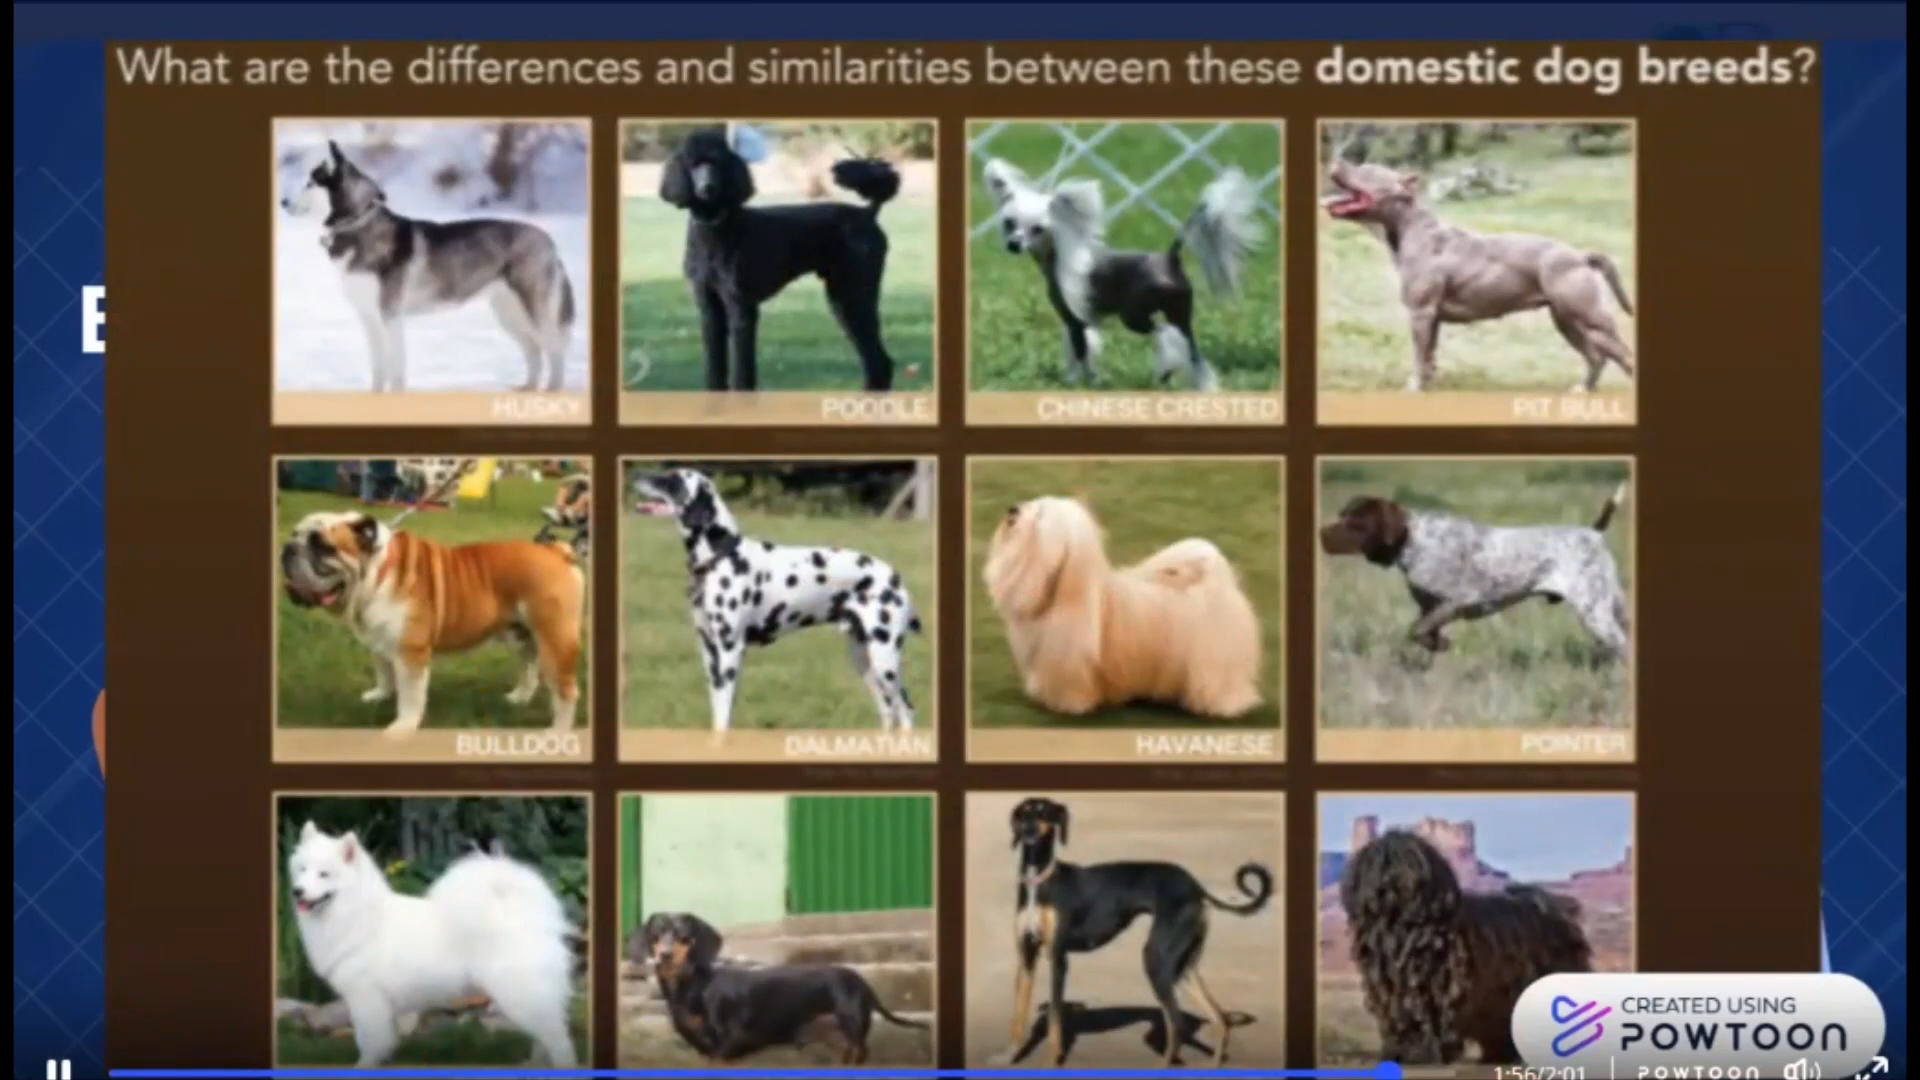 What are the differences and similarities between these domestic dog breeds?
E
HUSKY
POODLE
CHINESE CRESTED
PIT BULL
BULLDOG
DALMATIAN
HAVANESE
POINTER
CREATED USING
POWTOON
1:56/2:01
POWTOON